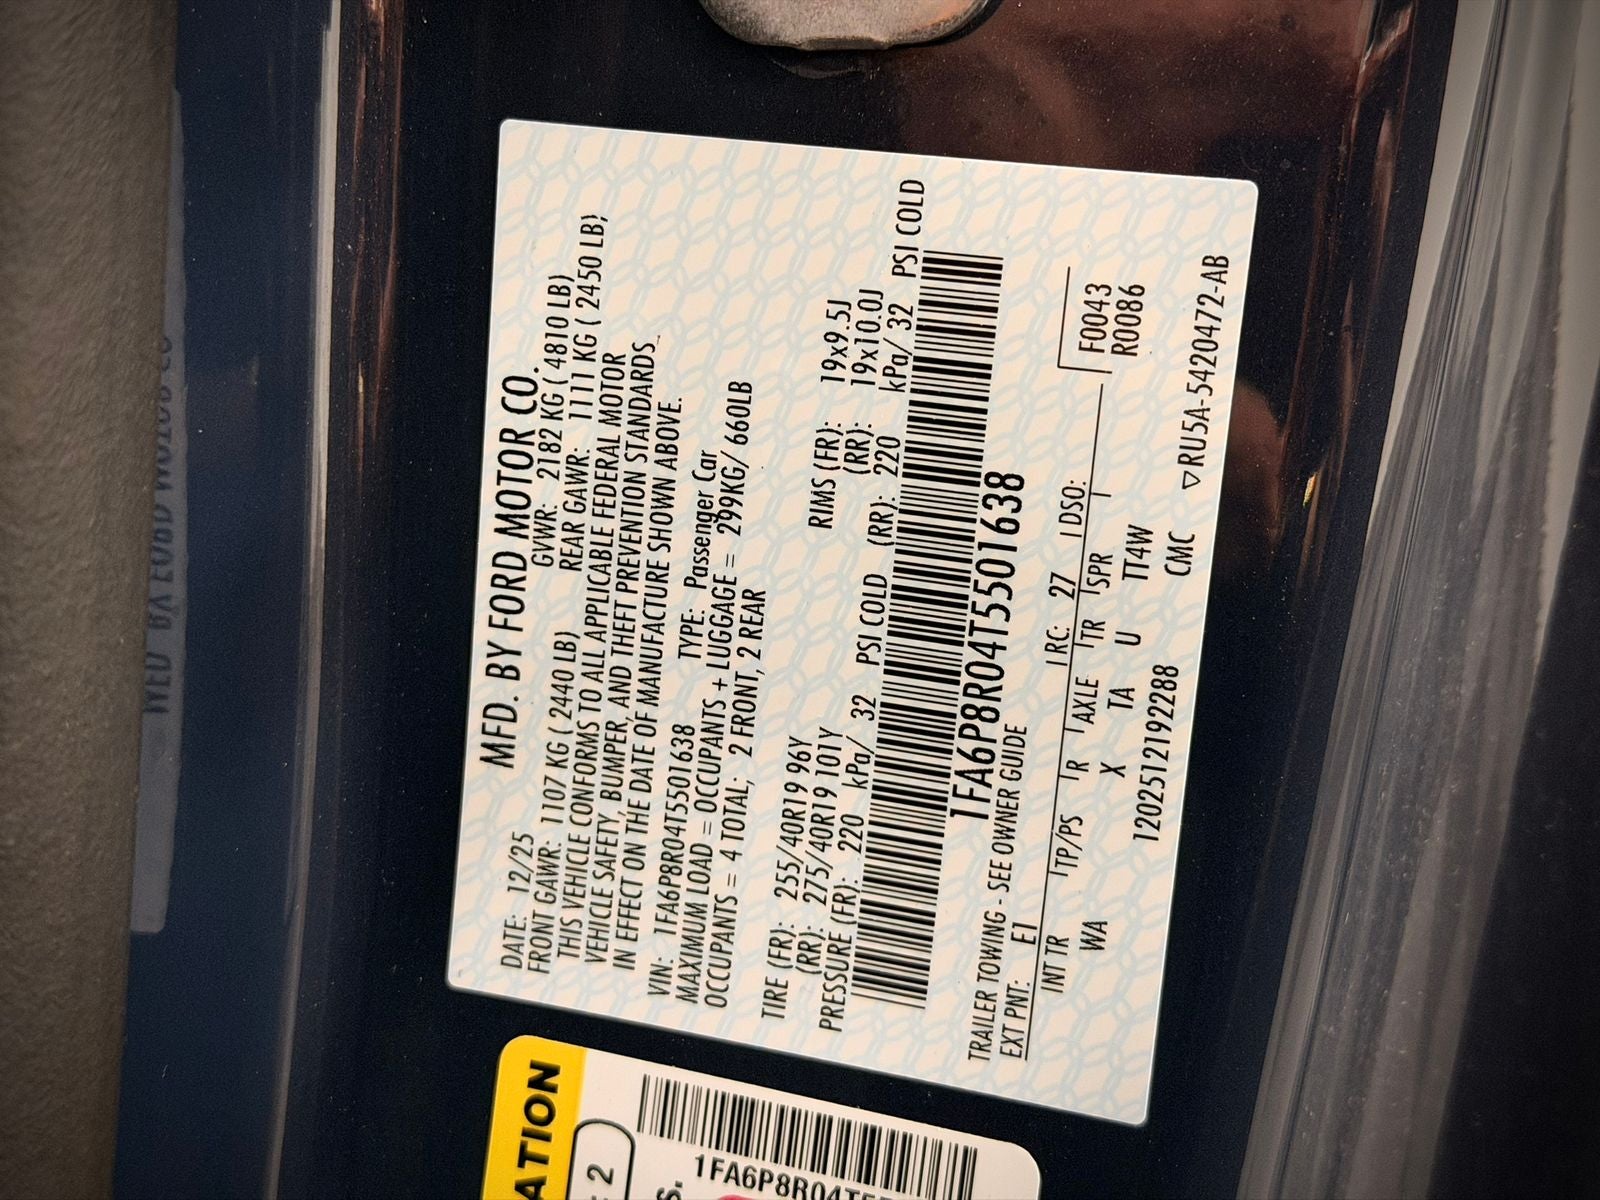 MFD. BY FORD MOTOR CO.
DATE: 12/25 GVWR: 2182 KG ( 4810 LB)
FRONT GAWR: 1107 KG ( 2440 LB) REAR GAWR: 1111 KG ( 2450 LB);
THIS VEHICLE CONFORMS TO ALL APPLICABLE FEDERAL MOTOR
VEHICLE SAFETY, BUMPER, AND THEFT PREVENTION STANDARDS
IN EFFECT ON THE DATE OF MANUFACTURE SHOWN ABOVE.
VIN: 1FA6P8R04T5501638 TYPE: Passenger Car
MAXIMUM LOAD = OCCUPANTS + LUGGAGE = 299KG/ 660LB
OCCUPANTS = 4 TOTAL; 2 FRONT, 2 REAR
TIRE (FR): 255/40R19 96Y RIMS (FR): 19x9.5J
(RR): 275/40R19 101Y (RR): 19x10.0J
PRESSURE (FR): 220 kPa/ 32 PSI COLD (RR): 220 kPa/ 32 PSI COLD
1FA6P8R04T5501638
TRAILER TOWING - SEE OWNER GUIDE
EXT PNT: E1 RC: 27 DSO: F0043
INT TR TP/PS R AXLE TR SPR R0086
WA X TA U TT4W
12025121192288 CMC ▽RU5A-5420472-AB
ATION
2
S.